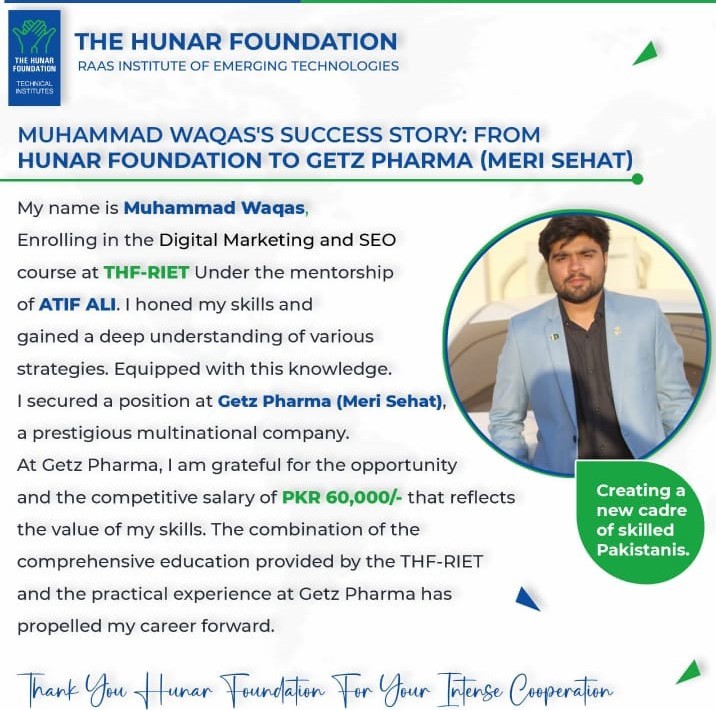 THE HUNAR
FOUNDATION
TECHNICAL
INSTITUTES
THE HUNAR FOUNDATION
RAAS INSTITUTE OF EMERGING TECHNOLOGIES
MUHAMMAD WAQAS'S SUCCESS STORY: FROM
HUNAR FOUNDATION TO GETZ PHARMA (MERI SEHAT)
My name is Muhammad Waqas,
Enrolling in the Digital Marketing and SEO
course at THF-RIET Under the mentorship
of ATIF ALI. I honed my skills and
gained a deep understanding of various
strategies. Equipped with this knowledge.
I secured a position at Getz Pharma (Meri Sehat),
a prestigious multinational company.
At Getz Pharma, I am grateful for the opportunity
and the competitive salary of PKR 60,000/- that reflects
the value of my skills. The combination of the
comprehensive education provided by the THF-RIET
and the practical experience at Getz Pharma has
propelled my career forward.
Creating a
new cadre
of skilled
Pakistanis.
Thank You Hunar Foundation For Your Intense Cooperation